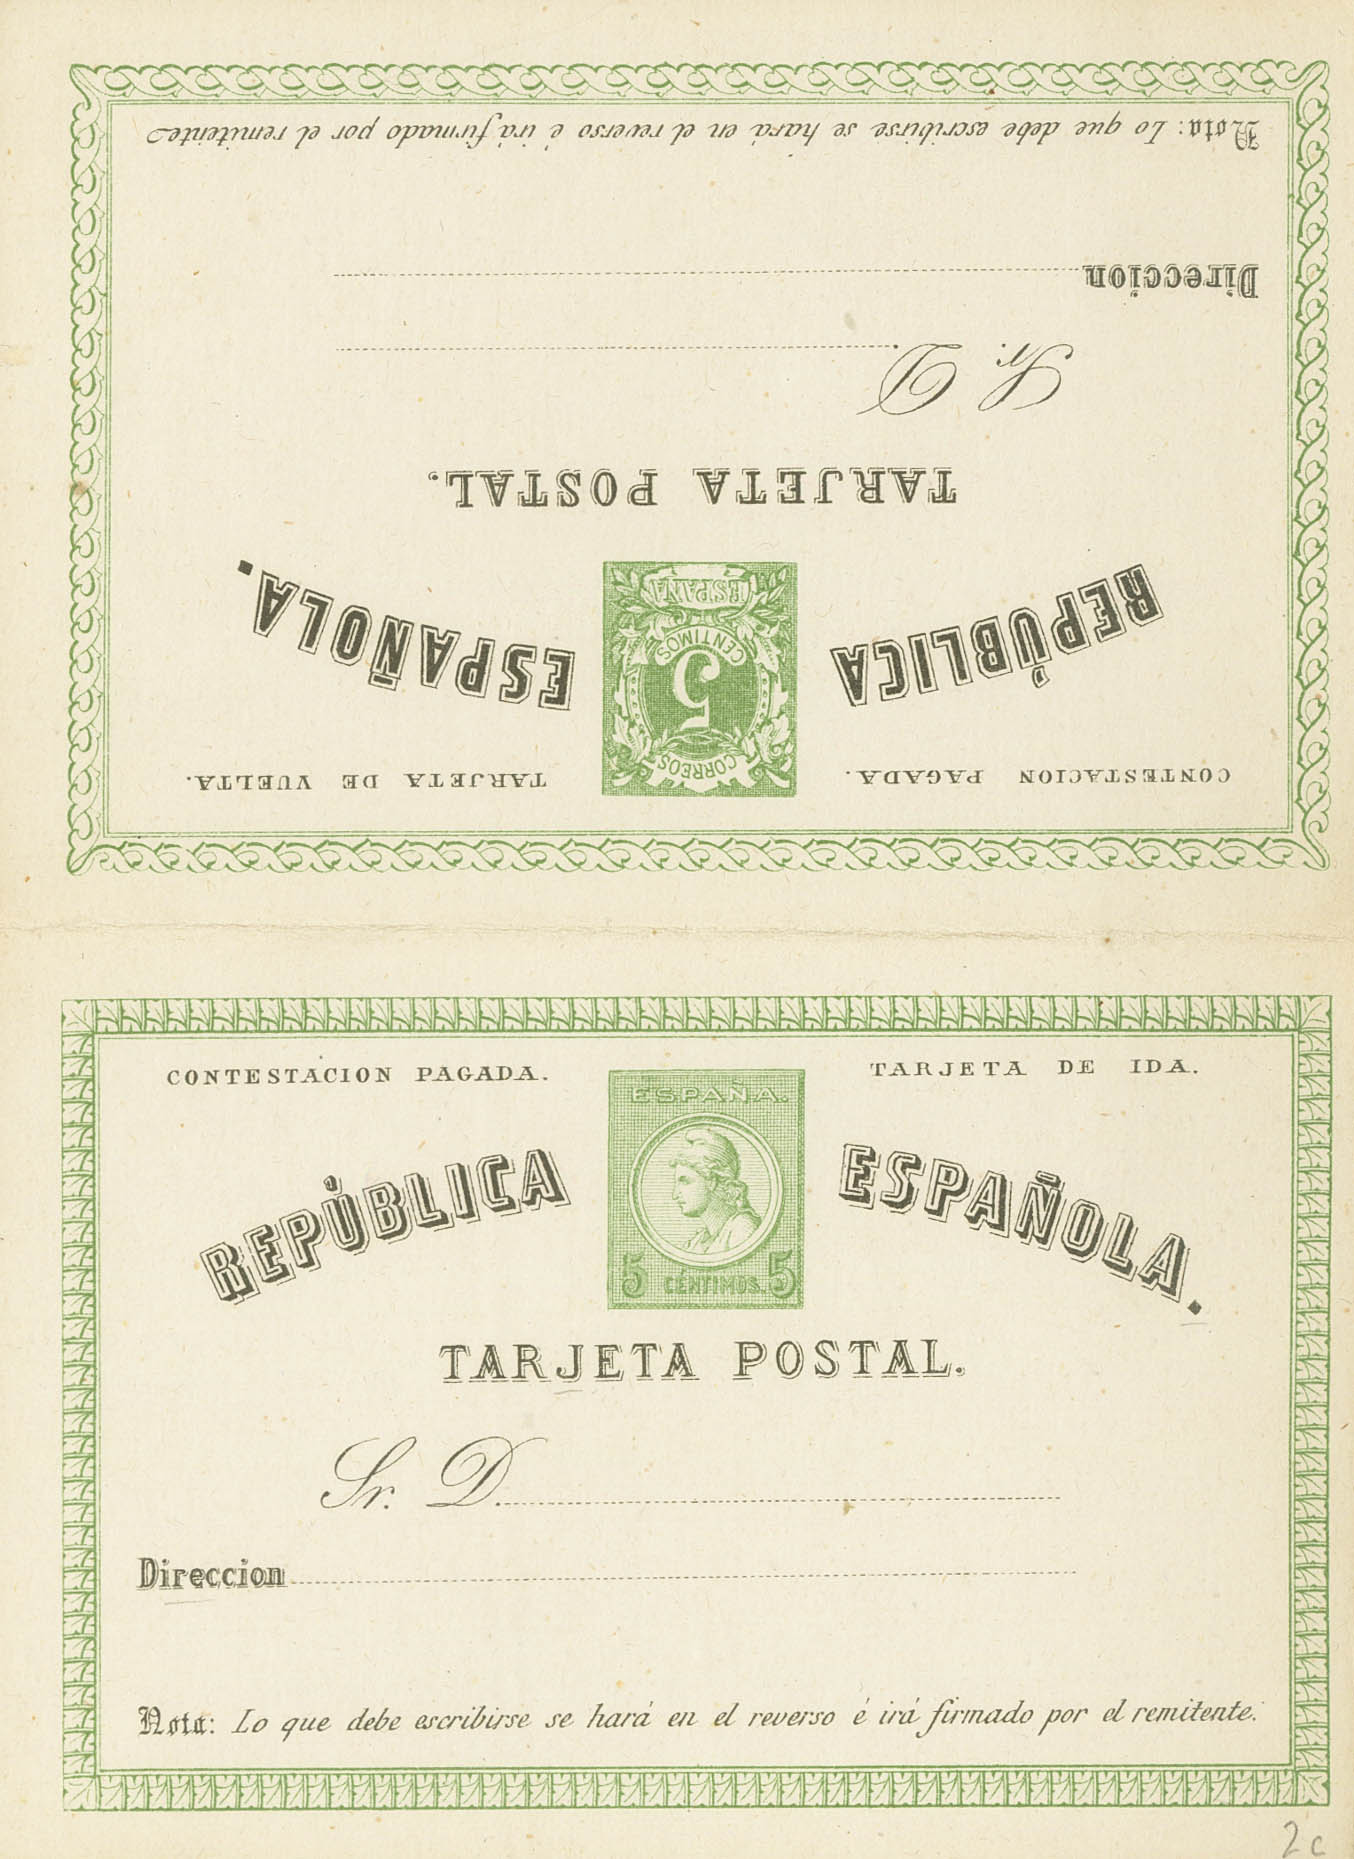 Nota: Lo que debe escribirse se hará en el reverso é irá firmado por el remiteinte
Direccion
Sr. D.
TARJETA POSTAL.
REPÚBLICA ESPAÑOLA.
ESPAÑA
CENTIMOS
5
CORREOS
CONTESTACION PAGADA. TARJETA DE VUELTA.
CONTESTACION PAGADA. TARJETA DE IDA.
ESPAÑA.
REPÚBLICA ESPAÑOLA.
5 CÉNTIMOS. 5
TARJETA POSTAL.
Sr. D.
Direccion
Nota: Lo que debe escribirse se hará en el reverso é irá firmado por el remitente.
2c